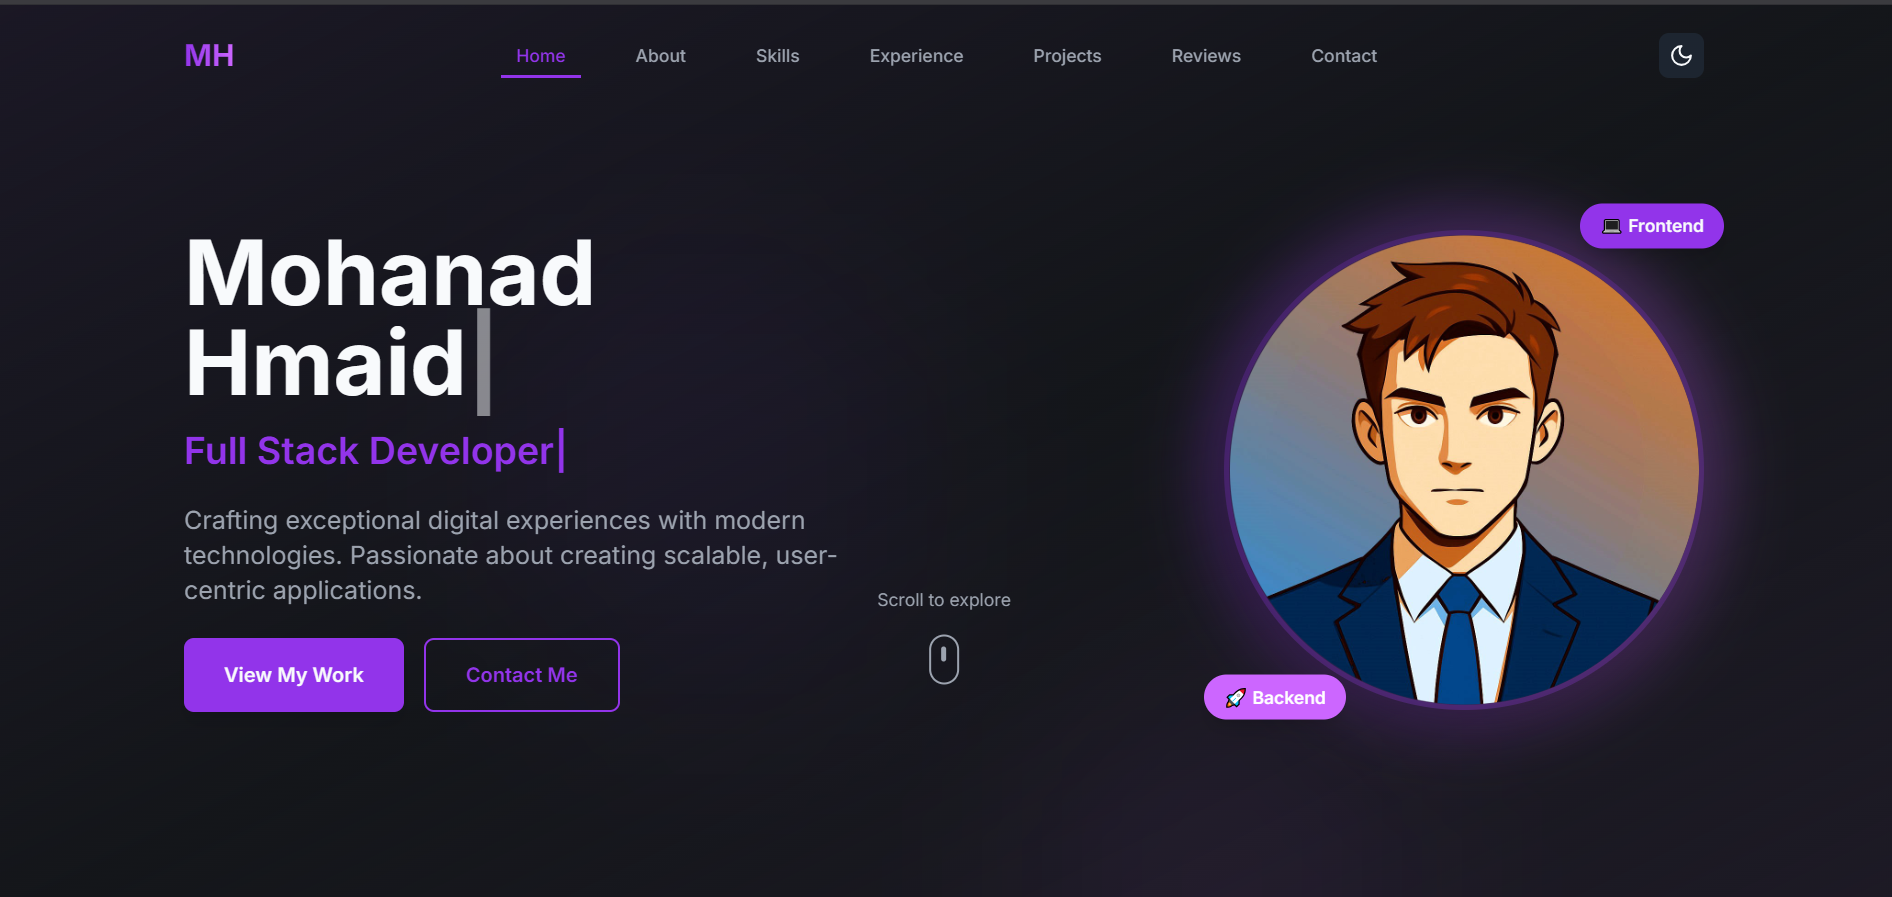 MH
Home
About
Skills
Experience
Projects
Reviews
Contact
💻 Frontend
Mohanad
Hmaid
Full Stack Developer|
Crafting exceptional digital experiences with modern
technologies. Passionate about creating scalable, user-
centric applications.
Scroll to explore
View My Work
Contact Me
🚀 Backend